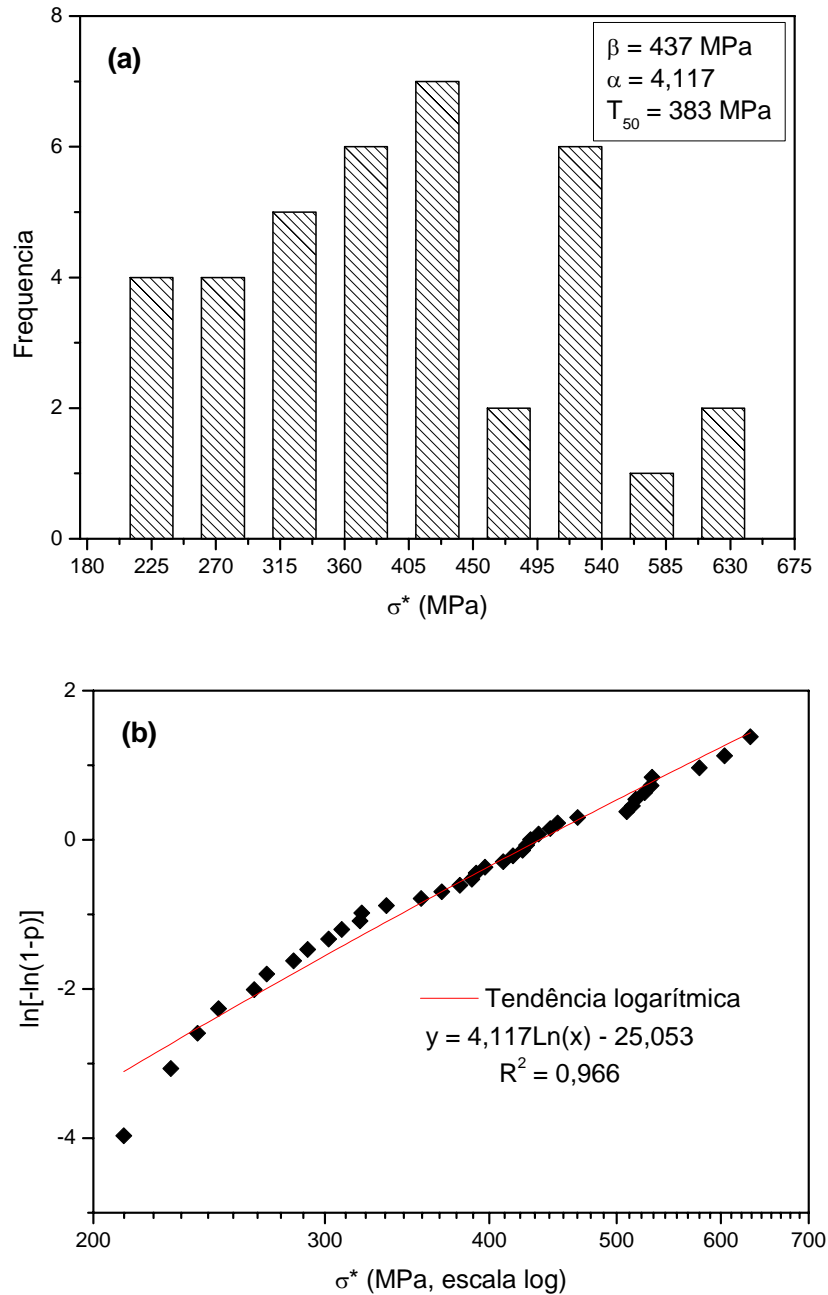 (a)
β = 437 MPa
α = 4,117
T50 = 383 MPa
8
6
4
2
0
Frequencia
180 225 270 315 360 405 450 495 540 585 630 675
σ* (MPa)
(b)
2
0
-2
-4
ln[-ln(1-p)]
Tendência logarítmica
y = 4,117Ln(x) - 25,053
R² = 0,966
200 300 400 500 600 700
σ* (MPa, escala log)